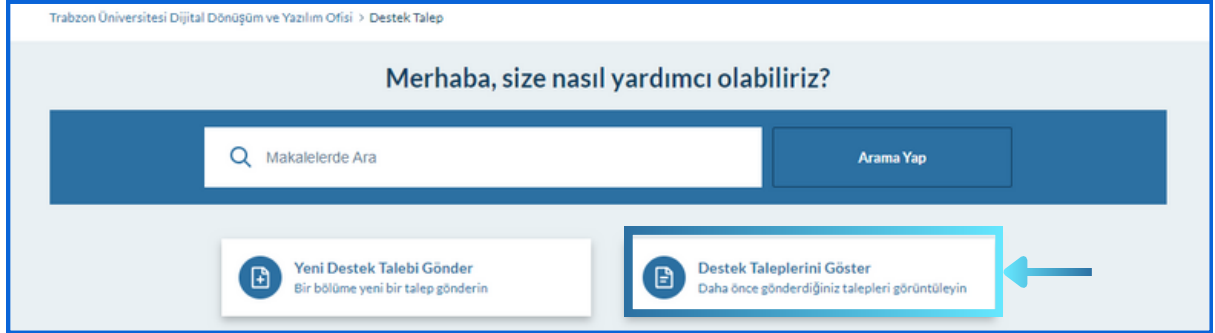 Trabzon Üniversitesi Dijital Dönüşüm ve Yazılım Ofisi > Destek Talep
Merhaba, size nasıl yardımcı olabiliriz?
Makalelerde Ara
Arama Yap
Yeni Destek Talebi Gönder
Bir bölüme yeni bir talep gönderin
Destek Taleplerini Göster
Daha önce gönderdiğiniz talepleri görüntüleyin